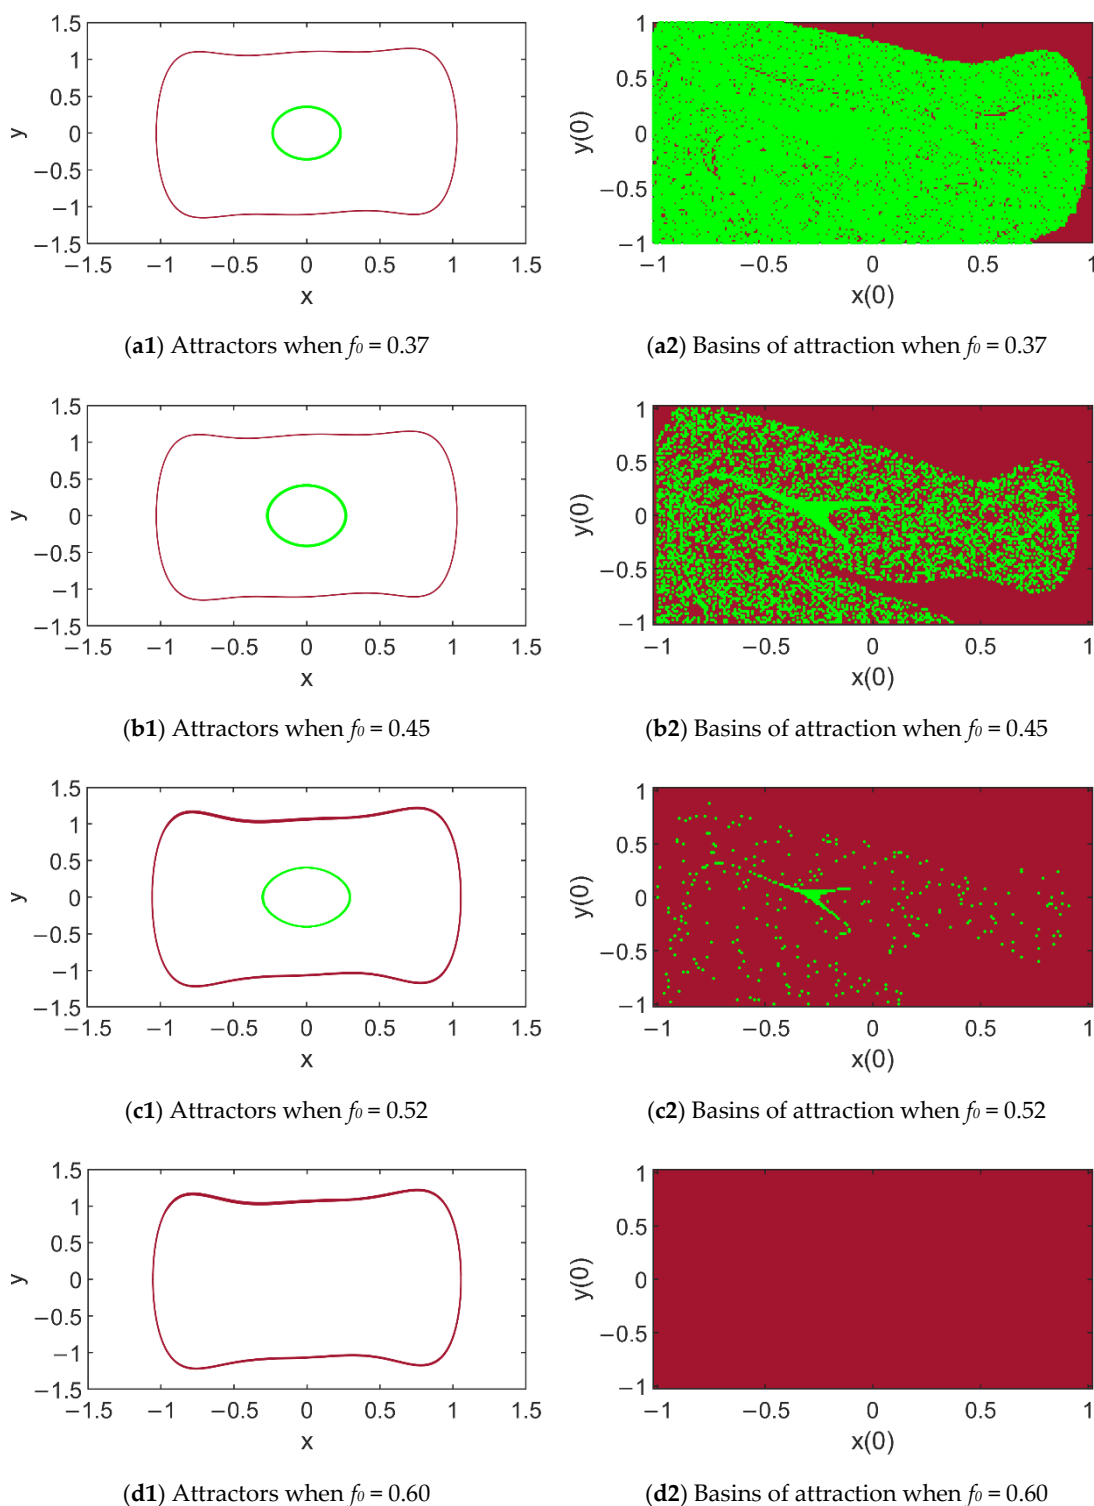 1.5
1
0.5
0
−0.5
−1
−1.5
y
−1.5 −1 −0.5 0 0.5 1 1.5
x
1
0.5
0
−0.5
−1
y(0)
−1 −0.5 0 0.5 1
x(0)
(a1) Attractors when f0 = 0.37
(a2) Basins of attraction when f0 = 0.37
1.5
1
0.5
0
−0.5
−1
−1.5
y
−1.5 −1 −0.5 0 0.5 1 1.5
x
1
0.5
0
−0.5
−1
y(0)
−1 −0.5 0 0.5 1
x(0)
(b1) Attractors when f0 = 0.45
(b2) Basins of attraction when f0 = 0.45
1.5
1
0.5
0
−0.5
−1
−1.5
y
−1.5 −1 −0.5 0 0.5 1 1.5
x
1
0.5
0
−0.5
−1
y(0)
−1 −0.5 0 0.5 1
x(0)
(c1) Attractors when f0 = 0.52
(c2) Basins of attraction when f0 = 0.52
1.5
1
0.5
0
−0.5
−1
−1.5
y
−1.5 −1 −0.5 0 0.5 1 1.5
x
1
0.5
0
−0.5
−1
y(0)
−1 −0.5 0 0.5 1
x(0)
(d1) Attractors when f0 = 0.60
(d2) Basins of attraction when f0 = 0.60